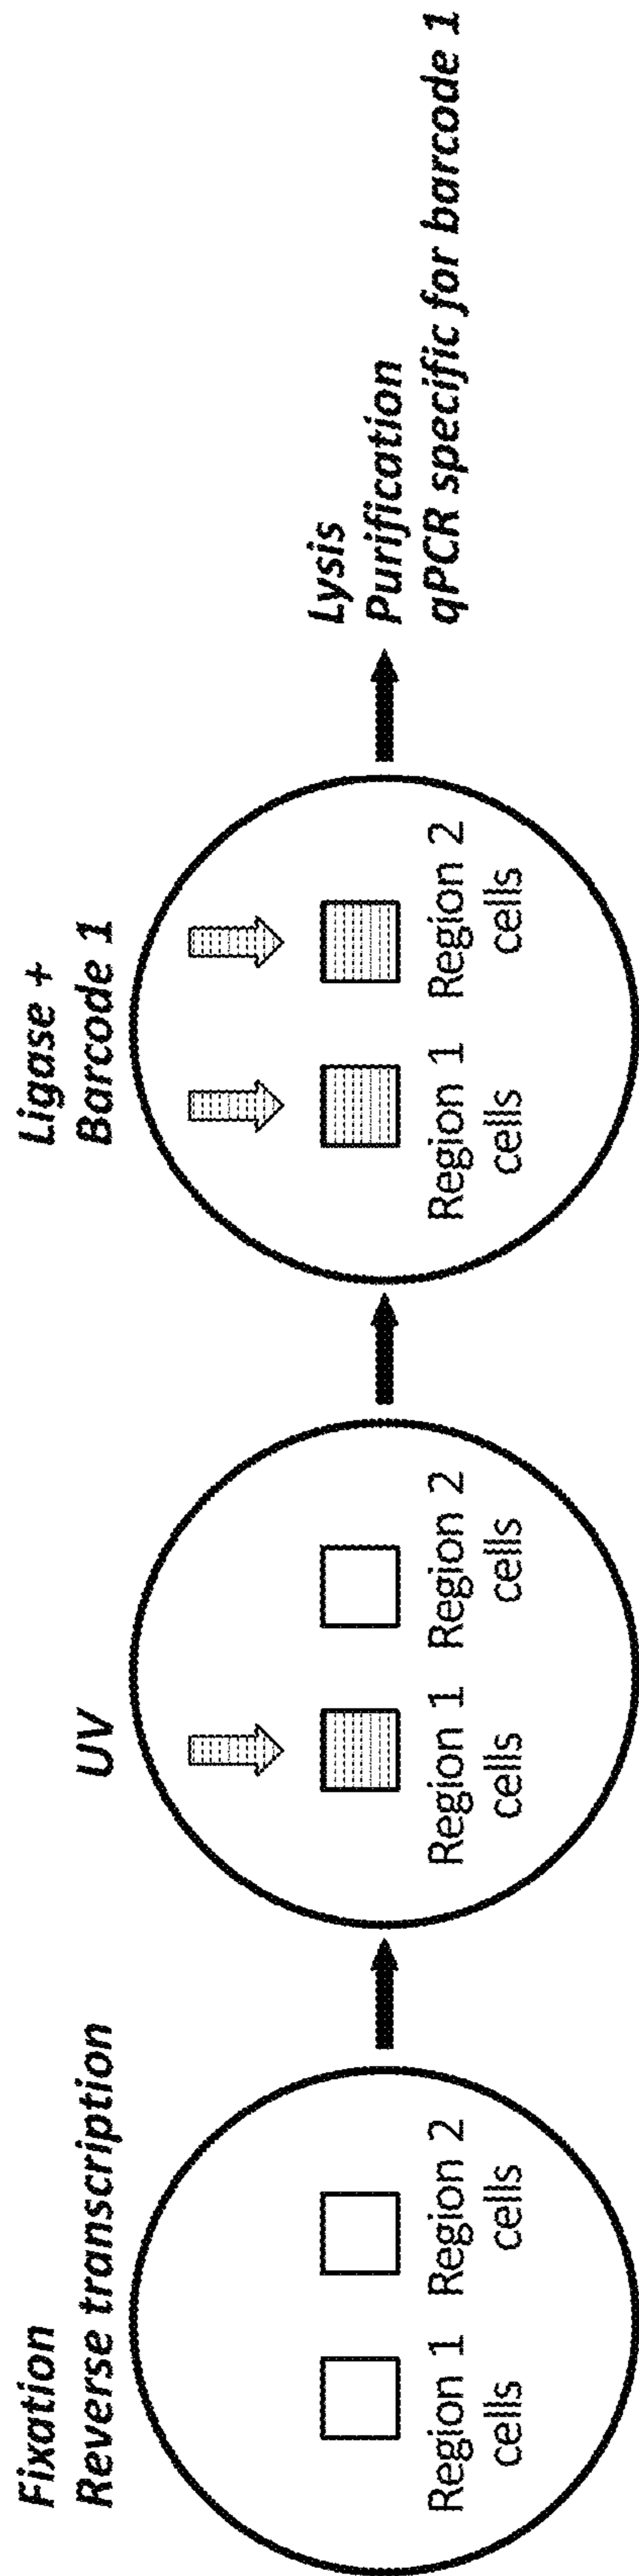 Fixation
Reverse transcription
Region 1
cells
Region 2
cells
UV
Region 1
cells
Region 2
cells
Ligase +
Barcode 1
Region 1
cells
Region 2
cells
Lysis
Purification
qPCR specific for barcode 1